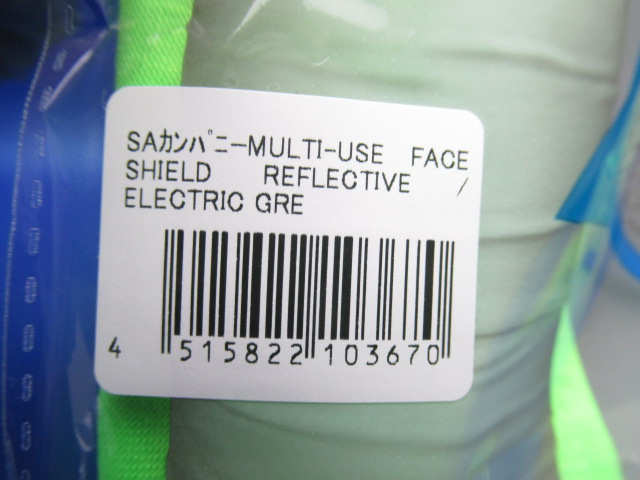 SAｶﾝﾊﾟﾆｰMULTI-USE FACE
SHIELD REFLECTIVE /
ELECTRIC GRE
4 515822 103670